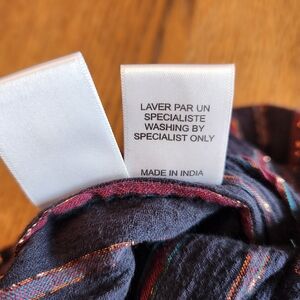 LAVER PAR UN
SPECIALISTE
WASHING BY
SPECIALIST ONLY
MADE IN INDIA